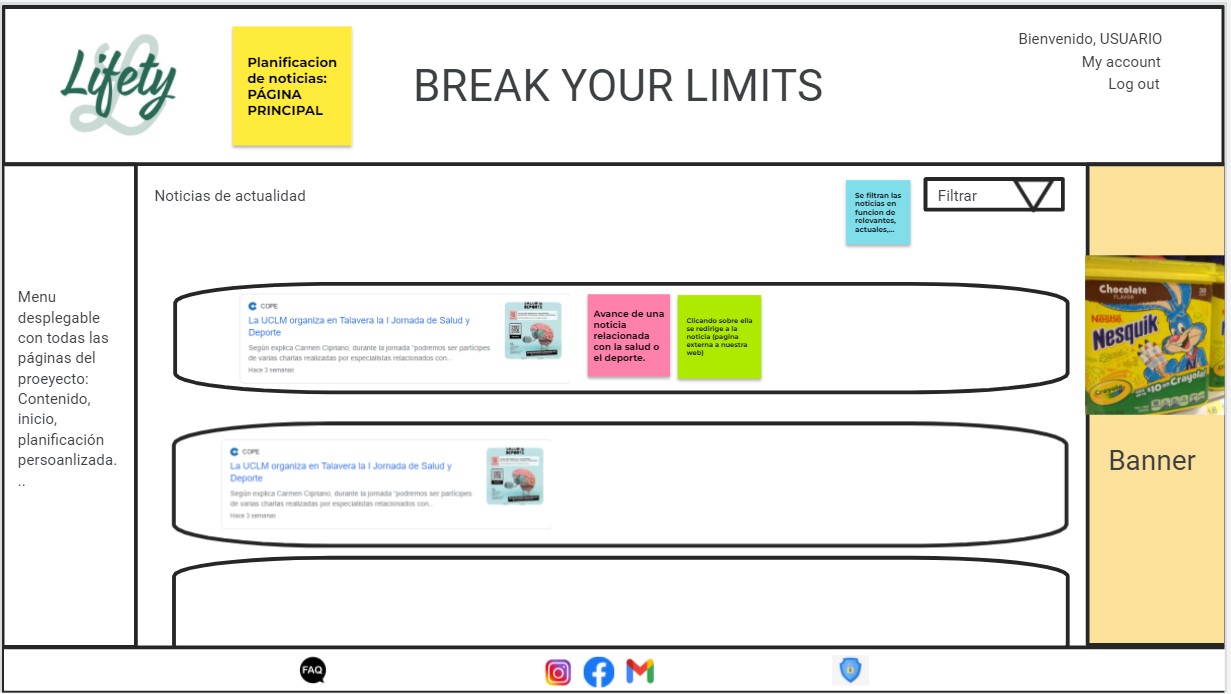 Lifety
Planificacion
de noticias:
PÁGINA
PRINCIPAL
BREAK YOUR LIMITS
Bienvenido, USUARIO
My account
Log out
Noticias de actualidad
Se filtran las
noticias en
funcion de
relevantes,
actuales,...
Filtrar
Menu
desplegable
con todas las
páginas del
proeyecto:
Contenido,
inicio,
planificación
persoanlizada.
..
COPE
La UCLM organiza en Talavera la I Jornada de Salud y
Deporte
Según explica Carmen Cipriano, durante la jornada "podremos ser partícipes
de varias charlas realizadas por especialistas relacionados con...
Hace 3 semanas
DEPORTE
Avance de una
noticia
relacionada
con la salud o
el deporte.
Clicando sobre ella
se redirige a la
noticia (pagina
externa a nuestra
web)
COPE
La UCLM organiza en Talavera la I Jornada de Salud y
Deporte
Según explica Carmen Cipriano, durante la jornada "podremos ser partícipes
de varias charlas realizadas por especialistas relacionados con...
Hace 3 semanas
DEPORTE
Chocolate
FLAVOR
Nestlé
Nesquik
Crayola
$10 on Crayola
Banner
FAQ